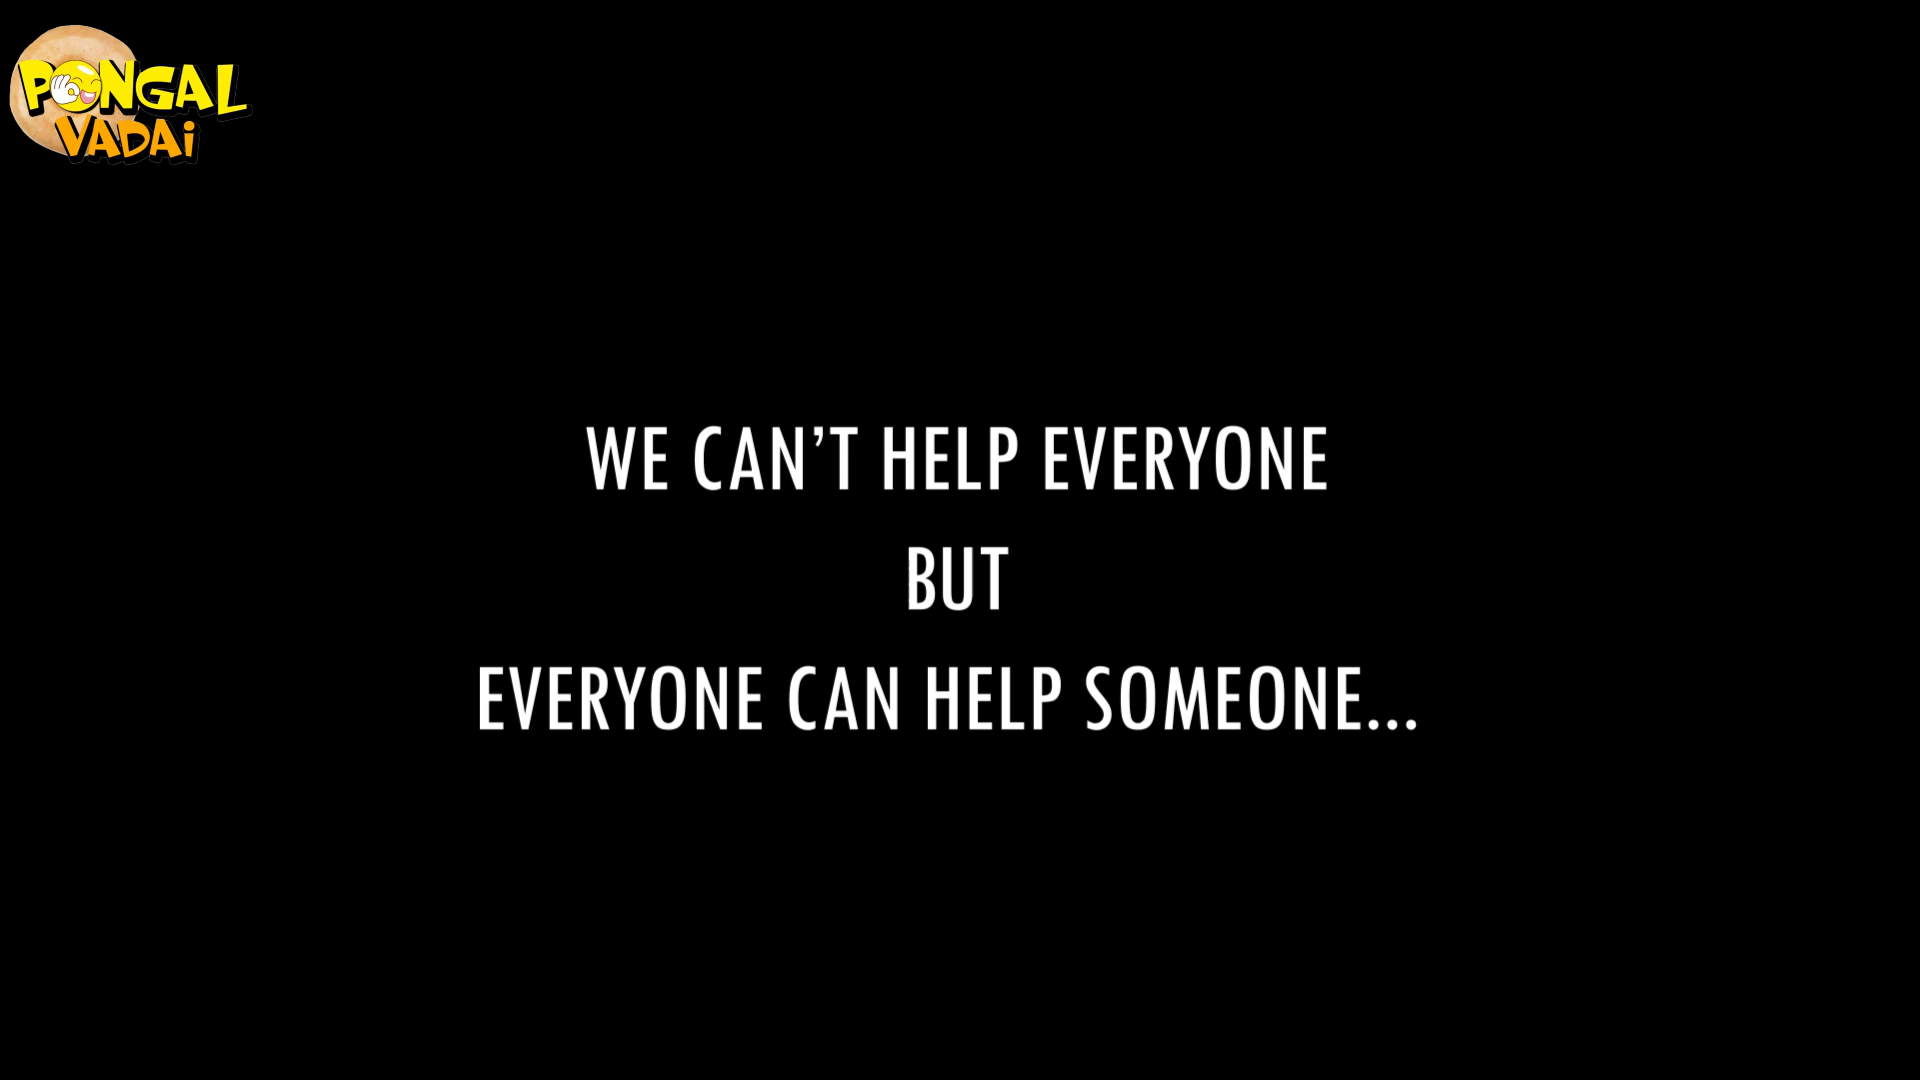 PONGAL
VADAi
WE CAN’T HELP EVERYONE
BUT
EVERYONE CAN HELP SOMEONE...